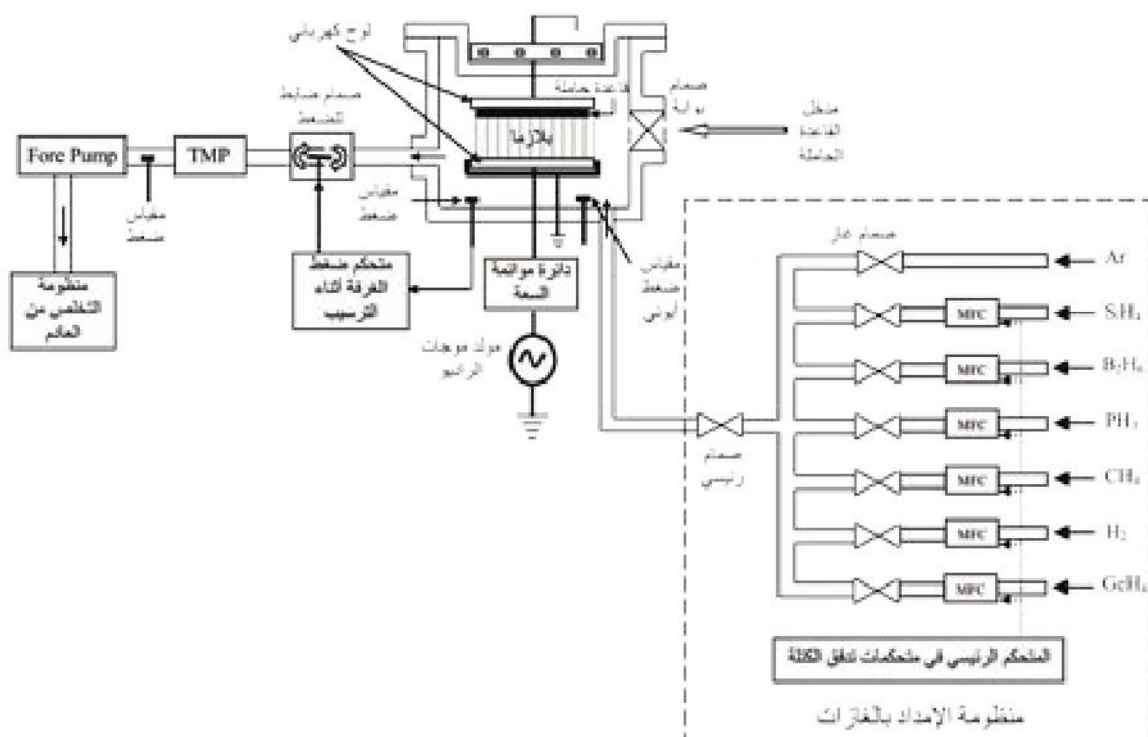 لوح كهربائي
قاعدة حاملة
صمام
بوابة
صمام ضابط
للضغط
بلازما
مدخل
القاعدة
الحاملة
Fore Pump
TMP
مقياس
ضغط
مقياس
ضغط
منظومة
التخلص من
العادم
متحكم ضغط
الغرفة أثناء
الترسيب
دائرة موائمة
السعة
مقياس
ضغط
أيوني
مولد موجات
الراديو
صمام غاز
Ar
SiH4
MFC
B2H6
MFC
PH3
MFC
صمام
رئيسي
CH4
MFC
H2
MFC
GeH4
MFC
المتحكم الرئيسي في متحكمات تدفق الكتلة
منظومة الإمداد بالغازات